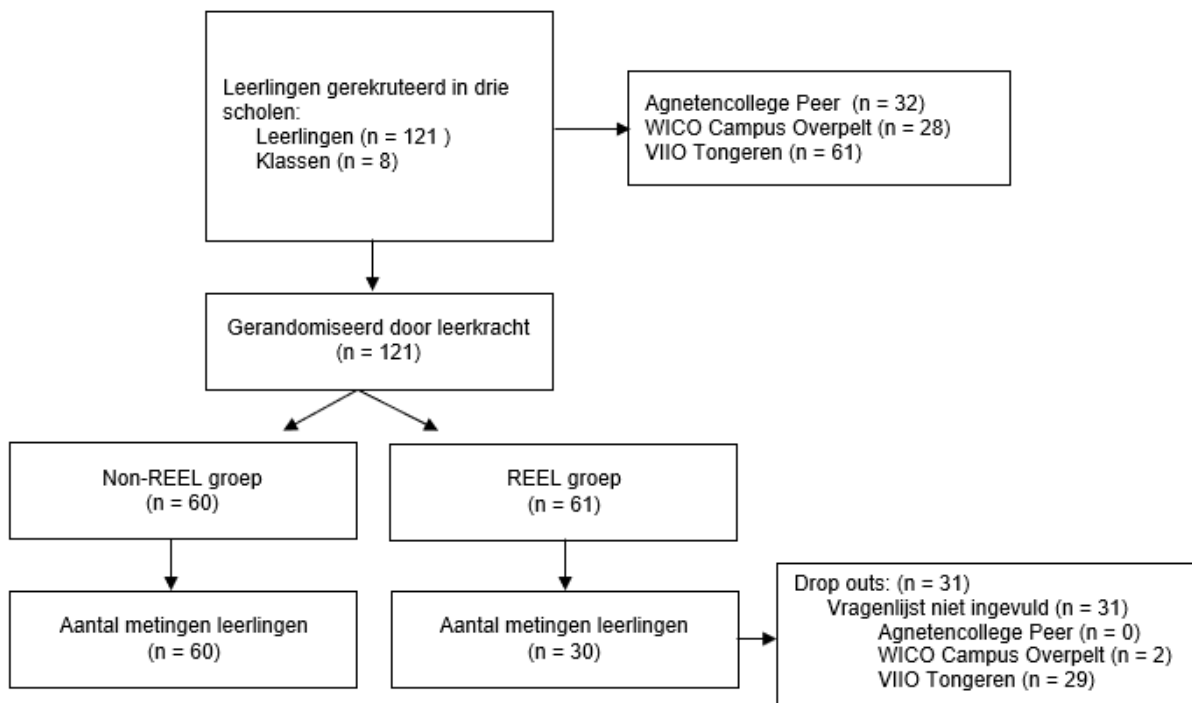 Leerlingen gerekruteerd in drie
scholen:
Leerlingen (n = 121 )
Klassen (n = 8)
Agnetencollege Peer (n = 32)
WICO Campus Overpelt (n = 28)
VIIO Tongeren (n = 61)
Gerandomiseerd door leerkracht
(n = 121)
Non-REEL groep
(n = 60)
REEL groep
(n = 61)
Aantal metingen leerlingen
(n = 60)
Aantal metingen leerlingen
(n = 30)
Drop outs: (n = 31)
Vragenlijst niet ingevuld (n = 31)
Agnetencollege Peer (n = 0)
WICO Campus Overpelt (n = 2)
VIIO Tongeren (n = 29)